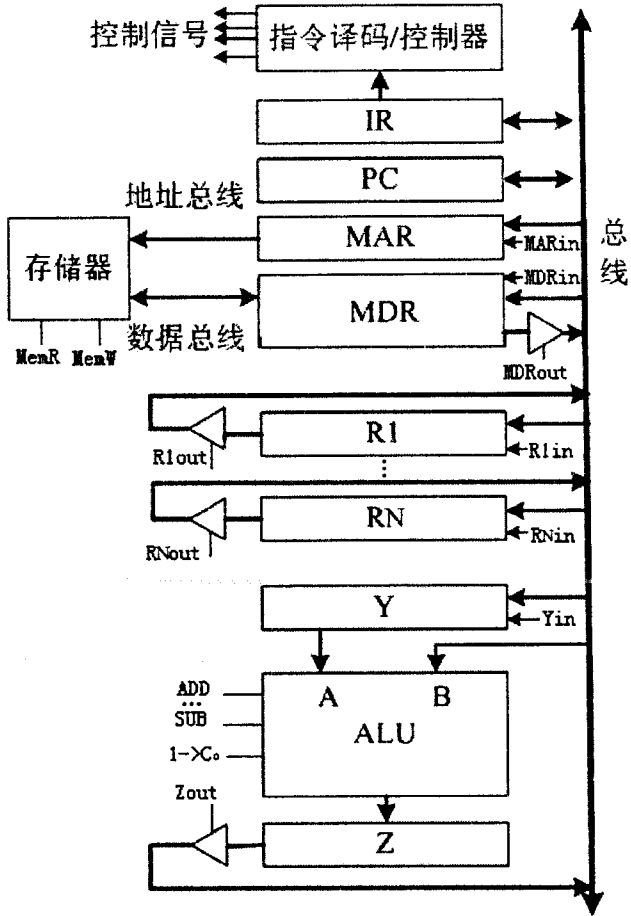 控制信号
指令译码/控制器
IR
PC
地址总线
MAR
MARin
总线
存储器
MDRin
MDR
数据总线
MemR
MemW
MDRout
R1
R1out
R1in
⋮
RN
RNout
RNin
Y
Yin
A
B
ADD
...
SUB
ALU
1->C₀
Zout
Z